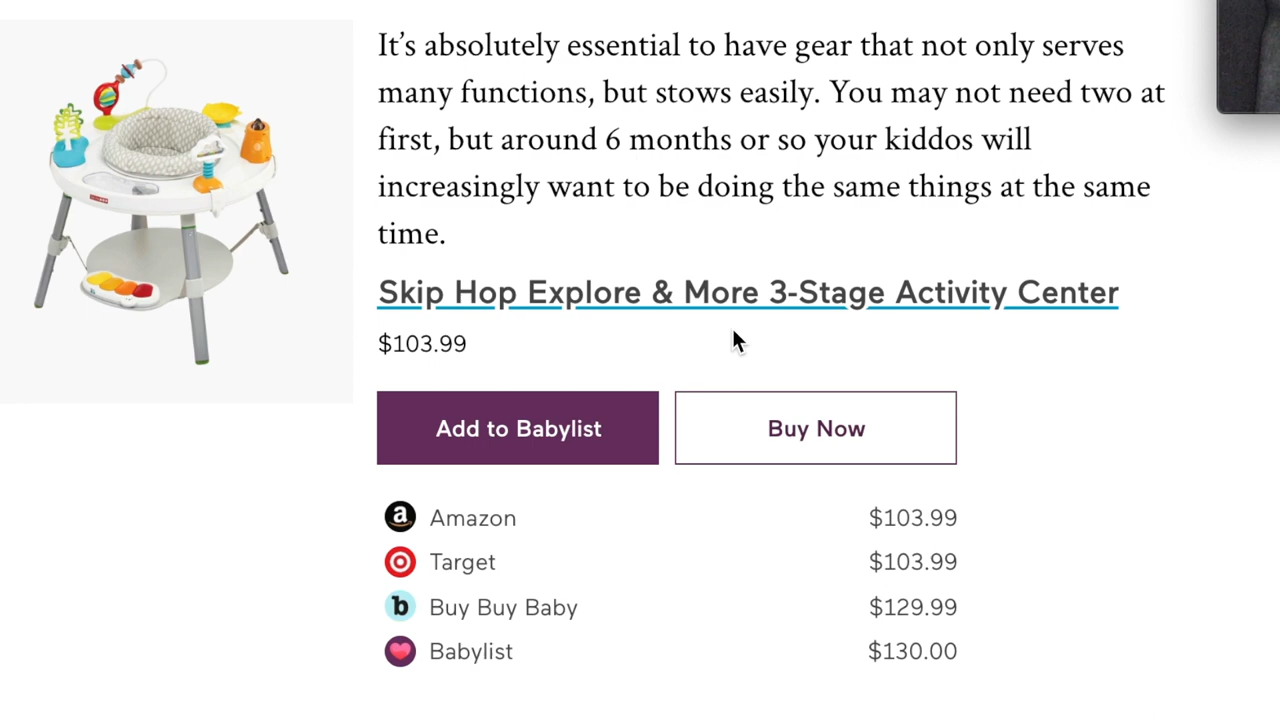 It’s absolutely essential to have gear that not only serves
many functions, but stows easily. You may not need two at
first, but around 6 months or so your kiddos will
increasingly want to be doing the same things at the same
time.
Skip Hop Explore & More 3-Stage Activity Center
$103.99
Add to Babylist Buy Now
Amazon $103.99
Target $103.99
Buy Buy Baby $129.99
Babylist $130.00